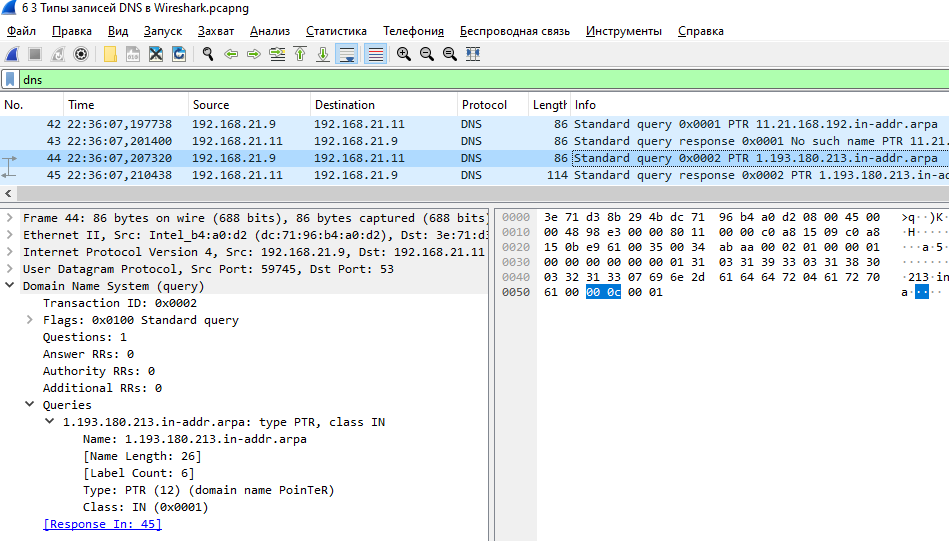 6 3 Типы записей DNS в Wireshark.pcapng
Файл Правка Вид Запуск Захват Анализ Статистика Телефония Беспроводная связь Инструменты Справка
dns
No. Time Source Destination Protocol Length Info
42 22:36:07,197738 192.168.21.9 192.168.21.11 DNS 86 Standard query 0x0001 PTR 11.21.168.192.in-addr.arpa
43 22:36:07,201400 192.168.21.11 192.168.21.9 DNS 86 Standard query response 0x0001 No such name PTR 11.21.
44 22:36:07,207320 192.168.21.9 192.168.21.11 DNS 86 Standard query 0x0002 PTR 1.193.180.213.in-addr.arpa
45 22:36:07,210438 192.168.21.11 192.168.21.9 DNS 114 Standard query response 0x0002 PTR 1.193.180.213.in-ad
Frame 44: 86 bytes on wire (688 bits), 86 bytes captured (688 bits)
Ethernet II, Src: Intel_b4:a0:d2 (dc:71:96:b4:a0:d2), Dst: 3e:71:d3
Internet Protocol Version 4, Src: 192.168.21.9, Dst: 192.168.21.11
User Datagram Protocol, Src Port: 59745, Dst Port: 53
Domain Name System (query)
Transaction ID: 0x0002
Flags: 0x0100 Standard query
Questions: 1
Answer RRs: 0
Authority RRs: 0
Additional RRs: 0
Queries
1.193.180.213.in-addr.arpa: type PTR, class IN
Name: 1.193.180.213.in-addr.arpa
[Name Length: 26]
[Label Count: 6]
Type: PTR (12) (domain name PoinTeR)
Class: IN (0x0001)
[Response In: 45]
0000 3e 71 d3 8b 29 4b dc 71 96 b4 a0 d2 08 00 45 00 >q··)K·
0010 00 48 98 e3 00 00 80 11 00 00 c0 a8 15 09 c0 a8 ·H··
0020 15 0b e9 61 00 35 00 34 ab aa 00 02 01 00 00 01 ···a·5·
0030 00 00 00 00 00 00 01 31 03 31 39 33 03 31 38 30
0040 03 32 31 33 07 69 6e 2d 61 64 64 72 04 61 72 70 ·213·in
0050 61 00 00 0c 00 01 a·····